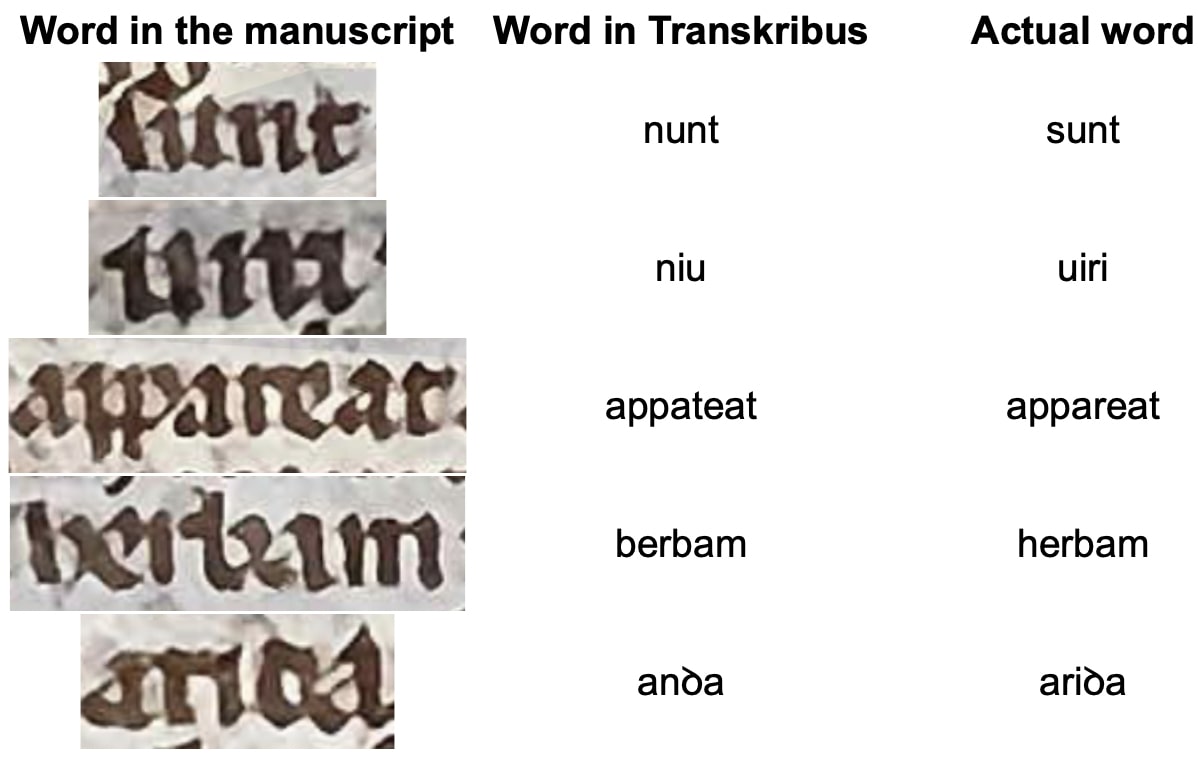 Word in the manuscript Word in Transkribus Actual word
sunt nunt sunt
uiri niu uiri
appareat appateat appareat
herbam berbam herbam
arida anꝺa ariꝺa